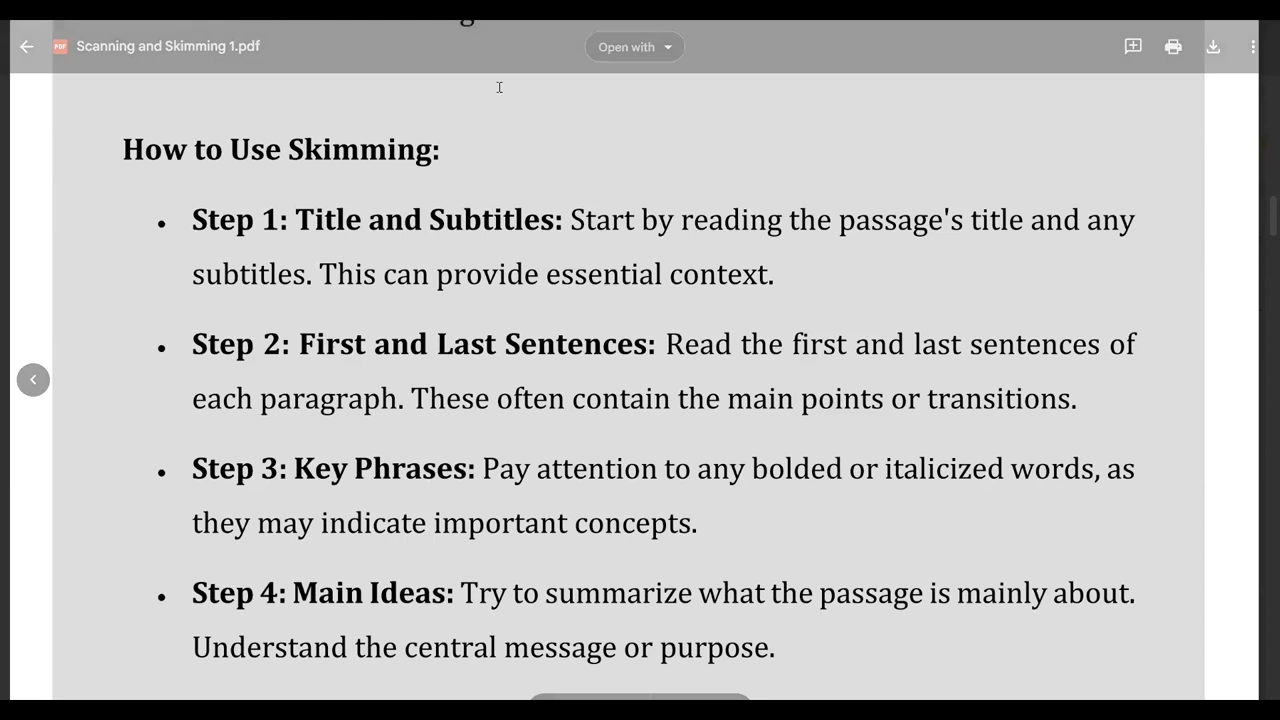 Scanning and Skimming 1.pdf
Open with
How to Use Skimming:
• Step 1: Title and Subtitles: Start by reading the passage's title and any
subtitles. This can provide essential context.
• Step 2: First and Last Sentences: Read the first and last sentences of
each paragraph. These often contain the main points or transitions.
• Step 3: Key Phrases: Pay attention to any bolded or italicized words, as
they may indicate important concepts.
• Step 4: Main Ideas: Try to summarize what the passage is mainly about.
Understand the central message or purpose.